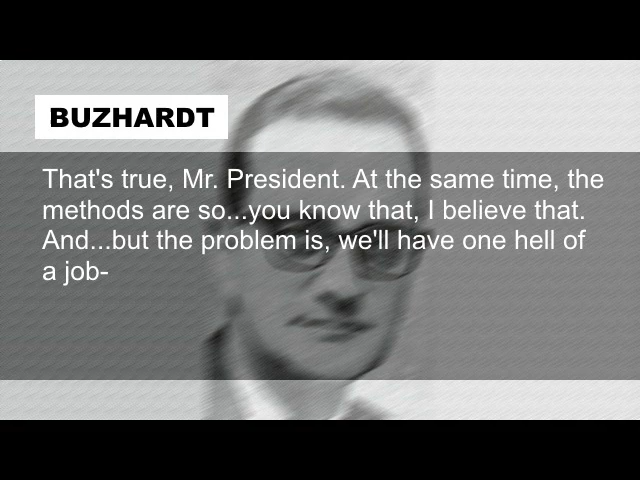 BUZHARDT
That's true, Mr. President. At the same time, the
methods are so...you know that, I believe that.
And...but the problem is, we'll have one hell of
a job-